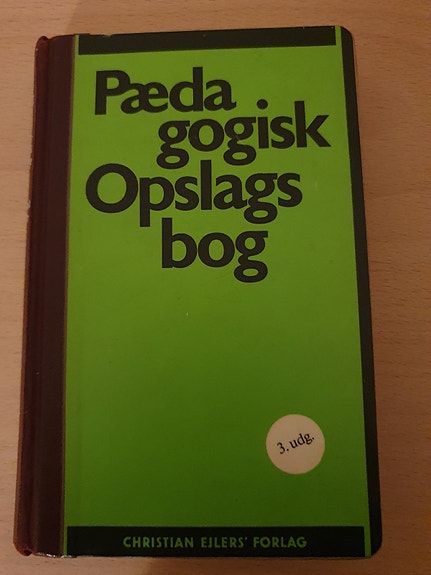 Pæda
gogisk
Opslags
bog
3. udg.
CHRISTIAN EJLERS' FORLAG